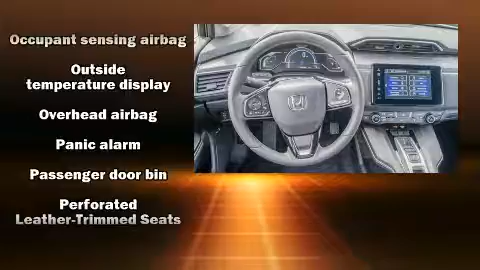 Occupant sensing airbag
Outside
temperature display
Overhead airbag
Panic alarm
Passenger door bin
Perforated
Leather-Trimmed Seats